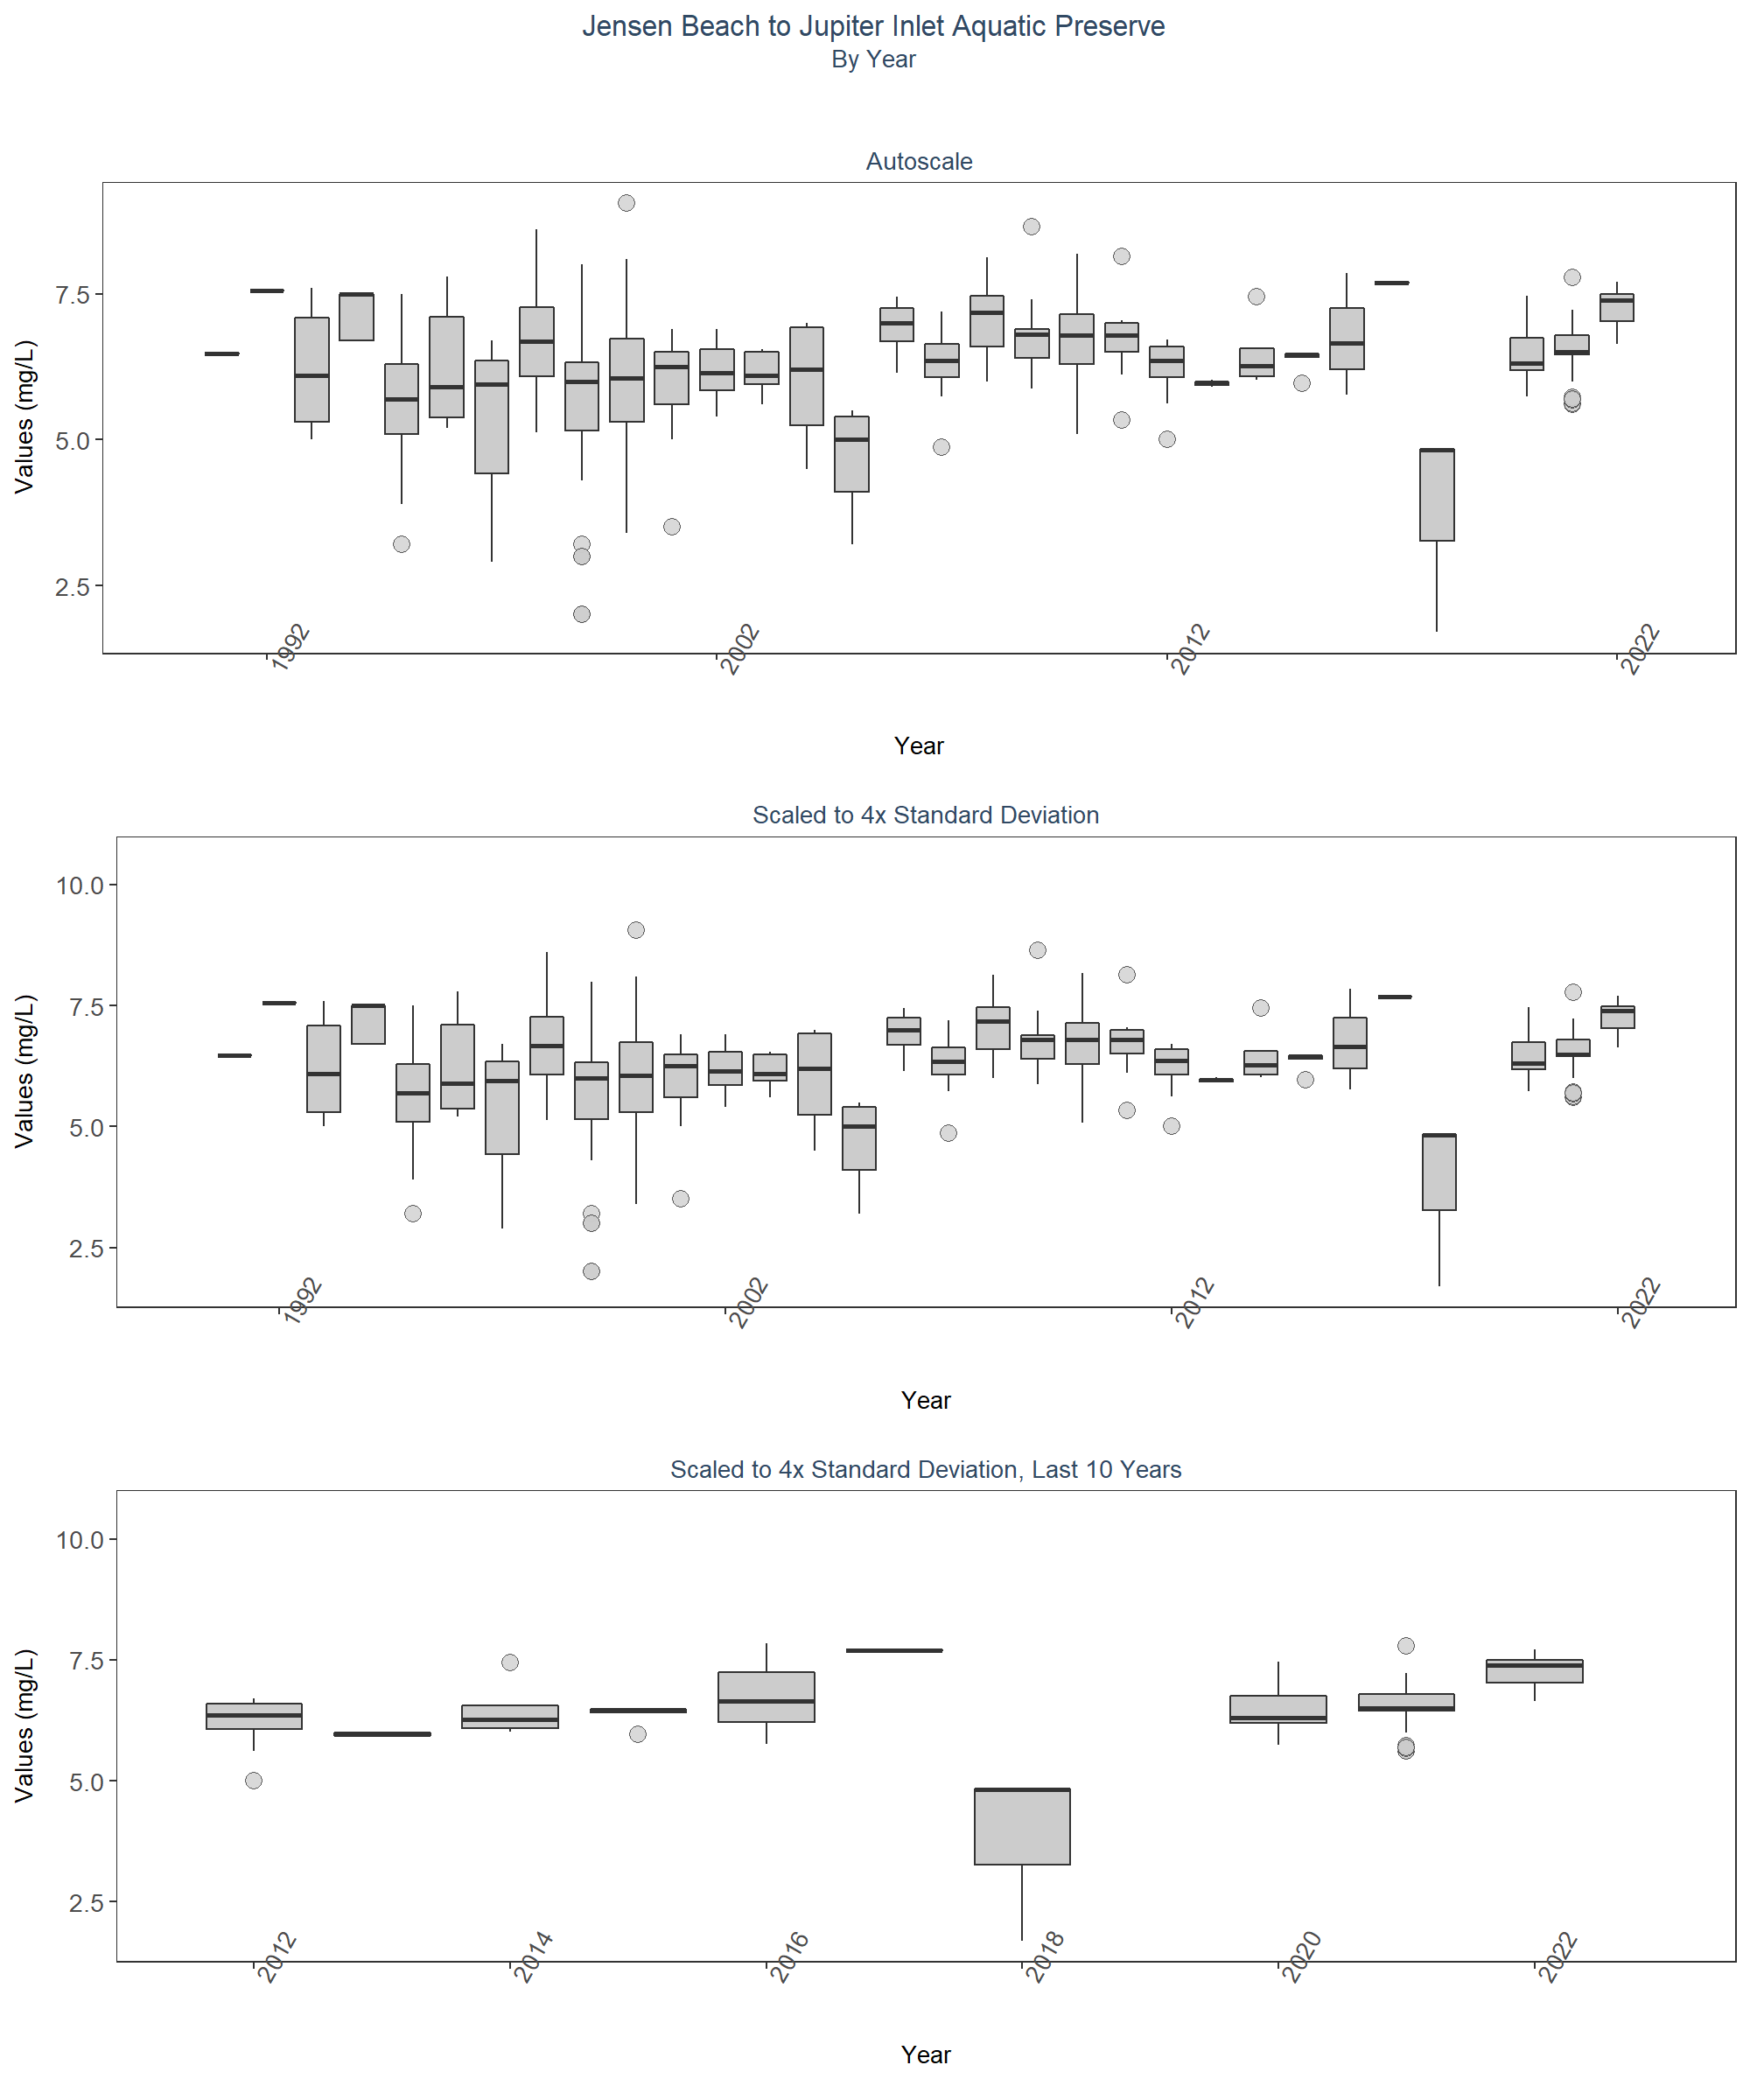 Jensen Beach to Jupiter Inlet Aquatic Preserve
By Year
Autoscale
Values (mg/L)
7.5
5.0
2.5
1992
2002
2012
2022
Year
Scaled to 4x Standard Deviation
Values (mg/L)
10.0
7.5
5.0
2.5
1992
2002
2012
2022
Year
Scaled to 4x Standard Deviation, Last 10 Years
Values (mg/L)
10.0
7.5
5.0
2.5
2012
2014
2016
2018
2020
2022
Year